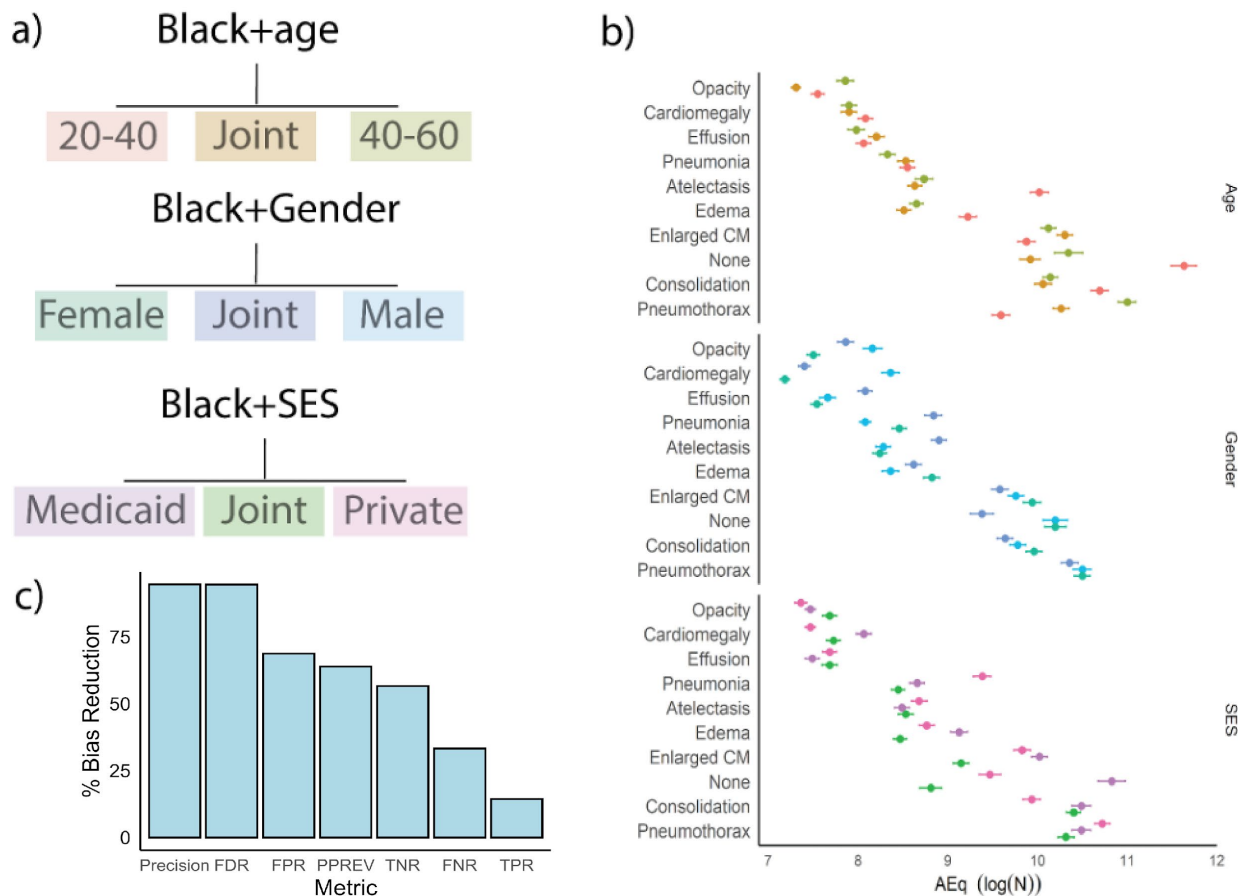 a)
Black+age
20-40 Joint 40-60
Black+Gender
Female Joint Male
Black+SES
Medicaid Joint Private
b)
Opacity
Cardiomegaly
Effusion
Pneumonia
Atelectasis
Edema
Enlarged CM
None
Consolidation
Pneumothorax
Age
Opacity
Cardiomegaly
Effusion
Pneumonia
Atelectasis
Edema
Enlarged CM
None
Consolidation
Pneumothorax
Gender
Opacity
Cardiomegaly
Effusion
Pneumonia
Atelectasis
Edema
Enlarged CM
None
Consolidation
Pneumothorax
SES
7 8 9 10 11 12
AEq (log(N))
c)
% Bias Reduction
75
50
25
0
Precision FDR FPR PPREV TNR FNR TPR
Metric